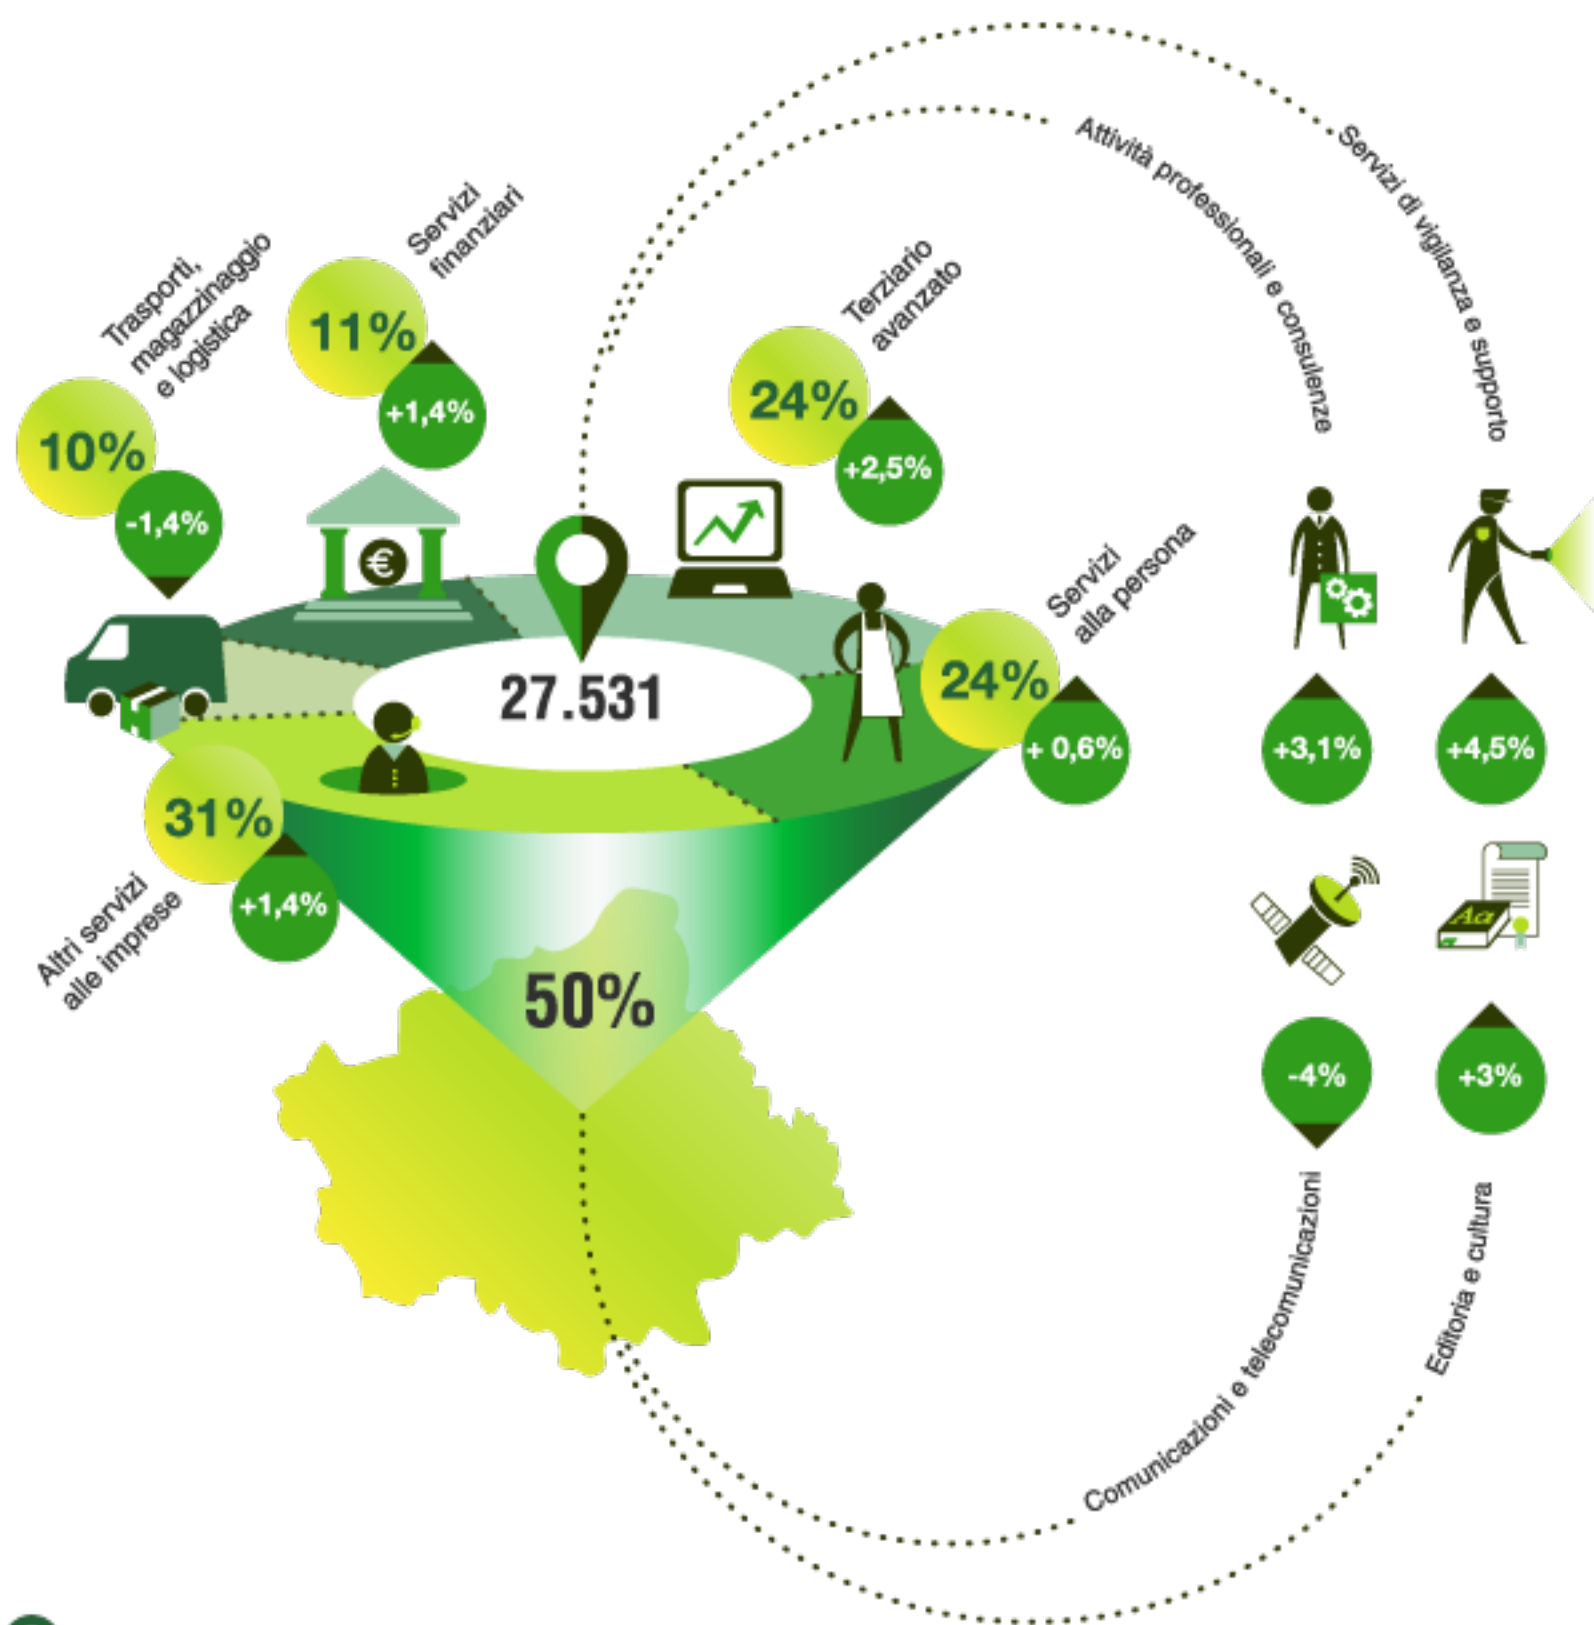 Attività professionali e consulenze
Servizi di vigilanza e supporto
Trasporti,
magazzinaggio
e logistica
10%
-1,4%
Servizi
finanziari
11%
+1,4%
€
Terziario
avanzato
24%
+2,5%
Servizi
alla persona
24%
+ 0,6%
27.531
31%
+1,4%
Altri servizi
alle imprese
50%
+3,1%
+4,5%
Aa
-4%
+3%
Comunicazioni e telecomunicazioni
Editoria e cultura